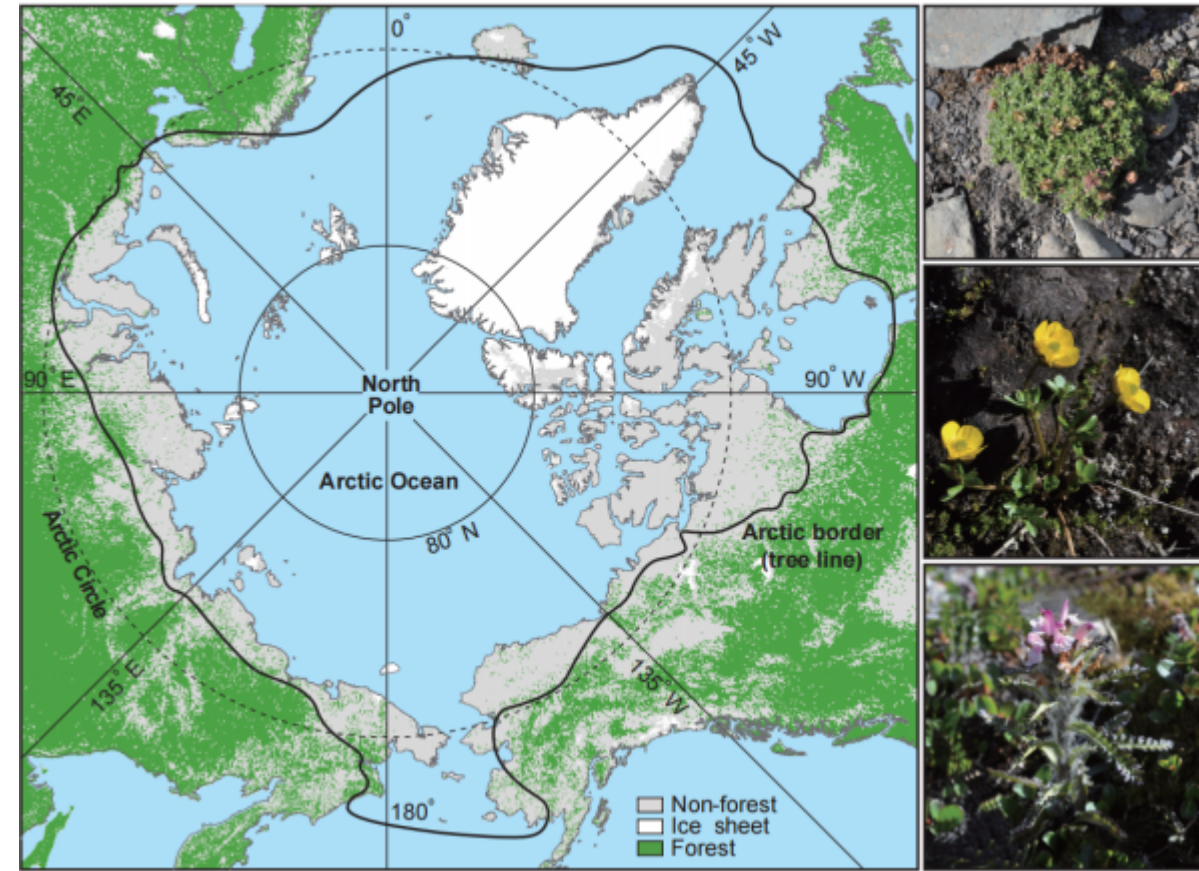 0°
45° W
45° E
90° E
North
Pole
90° W
Arctic Ocean
80° N
Arctic border
(tree line)
Arctic Circle
135° E
135° W
180°
Non-forest
Ice sheet
Forest